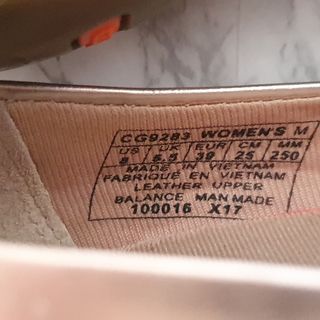 CG9283 WOMEN'S M
US UK EUR CM MM
8 5.5 39 25 250
MADE IN VIETNAM
FABRIQUE EN VIETNAM
LEATHER UPPER
BALANCE MAN MADE
100016 X17